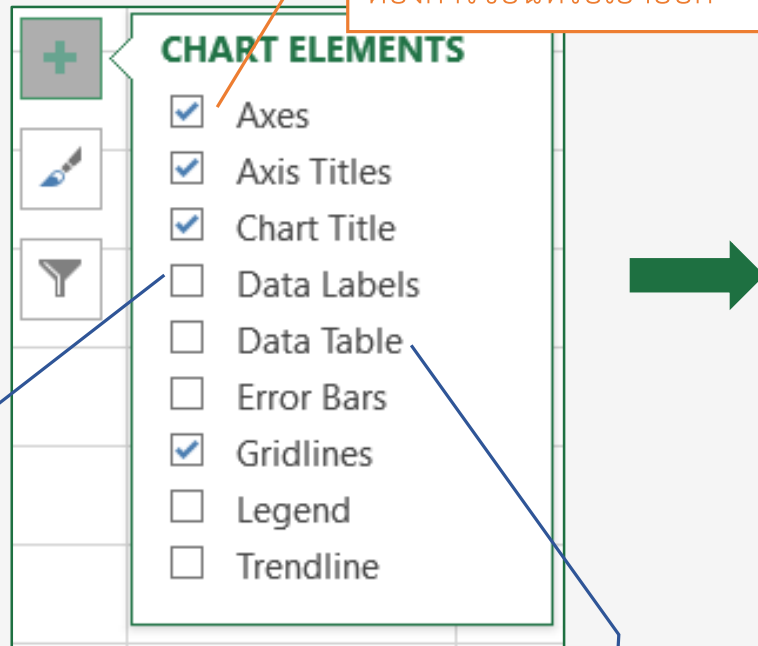 CHART ELEMENTS
Axes
Axis Titles
Chart Title
Data Labels
Data Table
Error Bars
Gridlines
Legend
Trendline